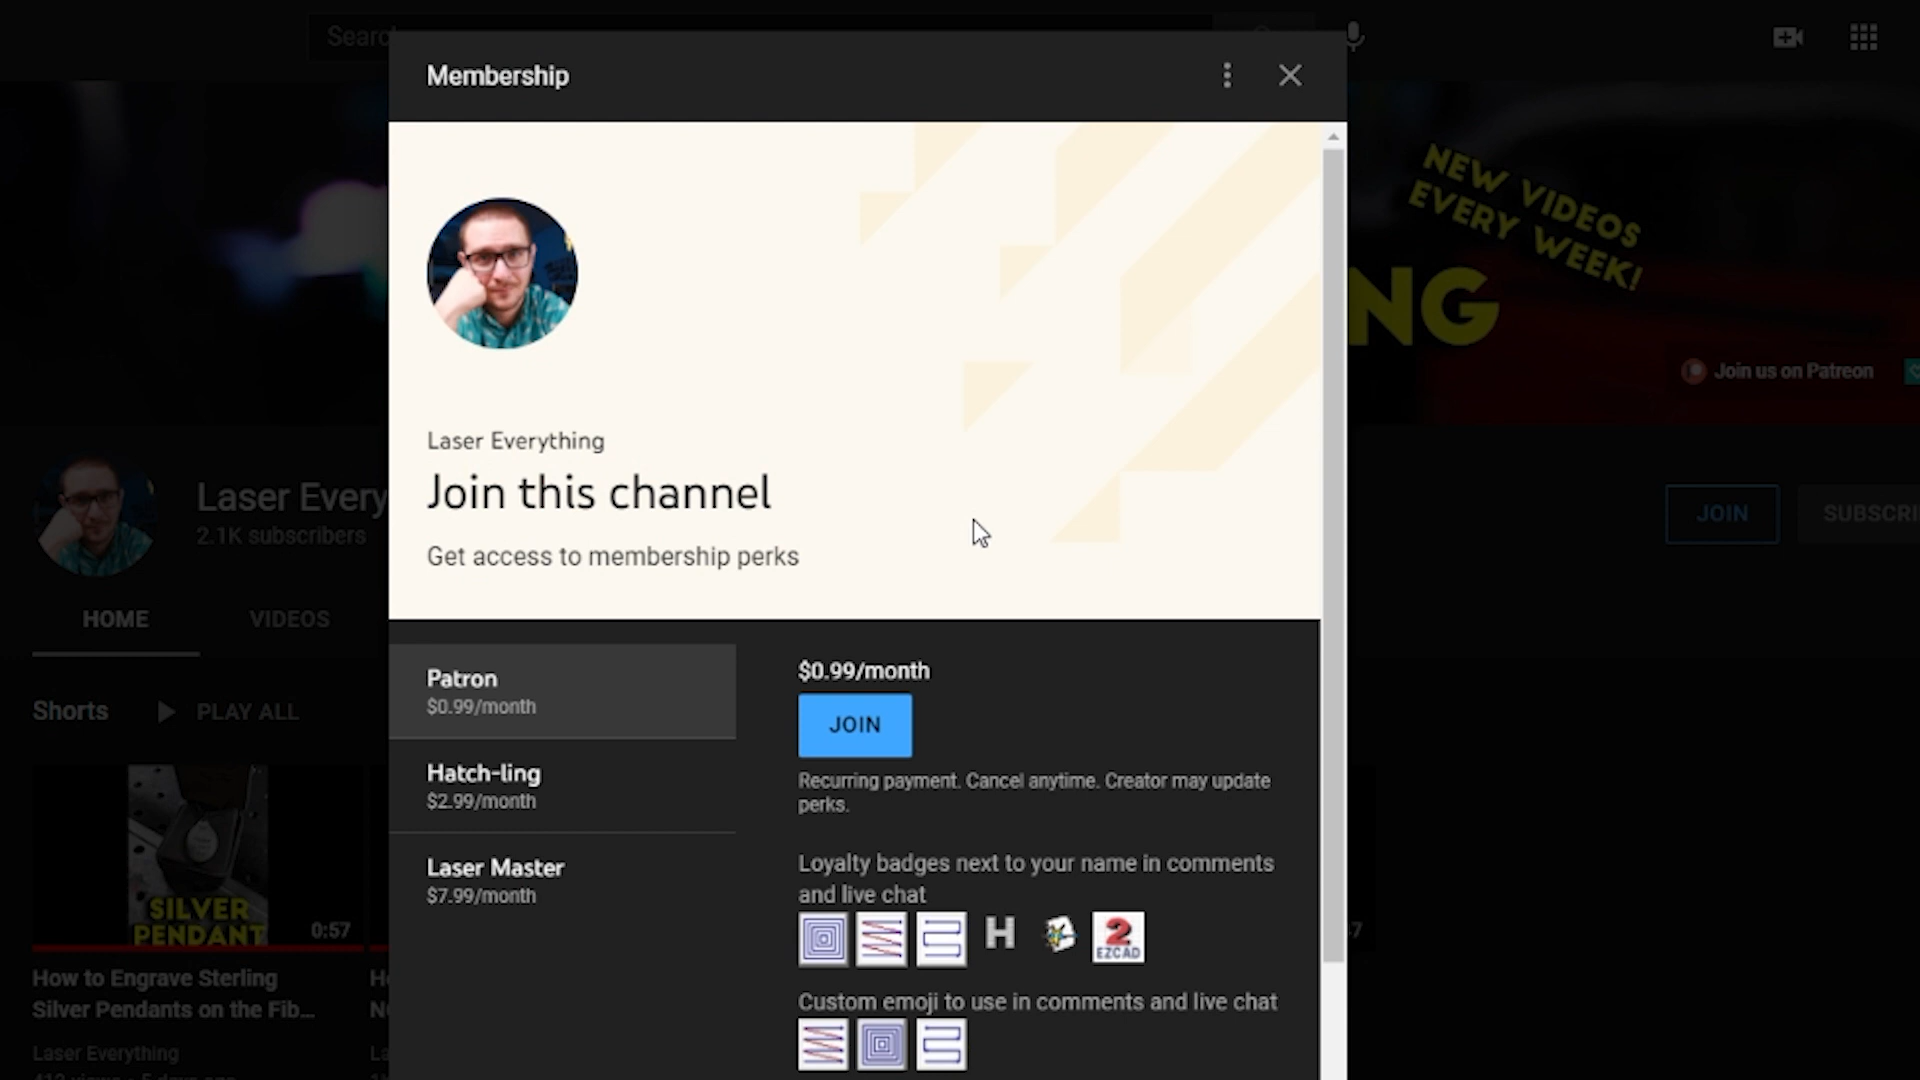 Membership
NEW VIDEOS
EVERY WEEK!
NG
Join us on Patreon
Laser Everything
Join this channel
Get access to membership perks
Laser Every
2.1K subscribers
JOIN
SUBSCRI
HOME
VIDEOS
Shorts
PLAY ALL
Patron
$0.99/month
Hatch-ling
$2.99/month
Laser Master
$7.99/month
$0.99/month
JOIN
Recurring payment. Cancel anytime. Creator may update
perks.
Loyalty badges next to your name in comments
and live chat
H
2
EZCAD
Custom emoji to use in comments and live chat
SILVER
PENDANT
0:57
How to Engrave Sterling
Silver Pendants on the Fib...
Laser Everything